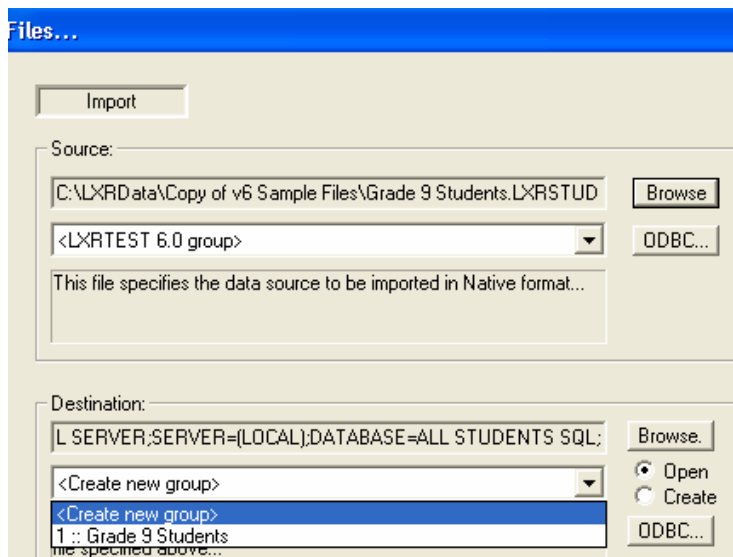 Files...
Import
Source:
C:\LXRData\Copy of v6 Sample Files\Grade 9 Students.LXRSTUD
Browse
<LXRTEST 6.0 group>
ODBC...
This file specifies the data source to be imported in Native format...
Destination:
L SERVER;SERVER=(LOCAL);DATABASE=ALL STUDENTS SQL;
Browse.
Open
<Create new group>
Create
<Create new group>
ODBC...
1 :: Grade 9 Students
file specified above...